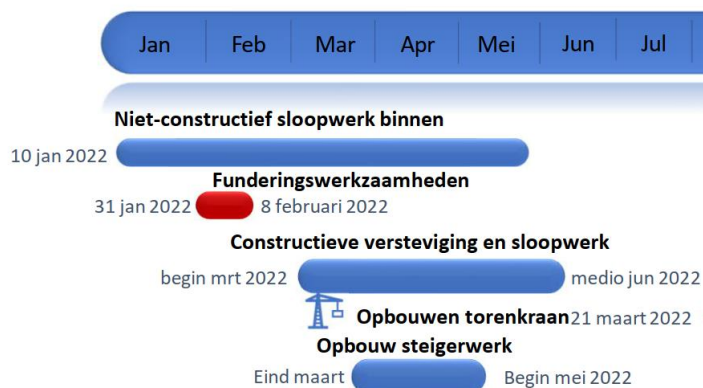 Jan Feb Mar Apr Mei Jun Jul
Niet-constructief sloopwerk binnen
10 jan 2022
Funderingswerkzaamheden
31 jan 2022 8 februari 2022
Constructieve versteviging en sloopwerk
begin mrt 2022 medio jun 2022
Opbouwen torenkraan 21 maart 2022
Opbouw steigerwerk
Eind maart Begin mei 2022